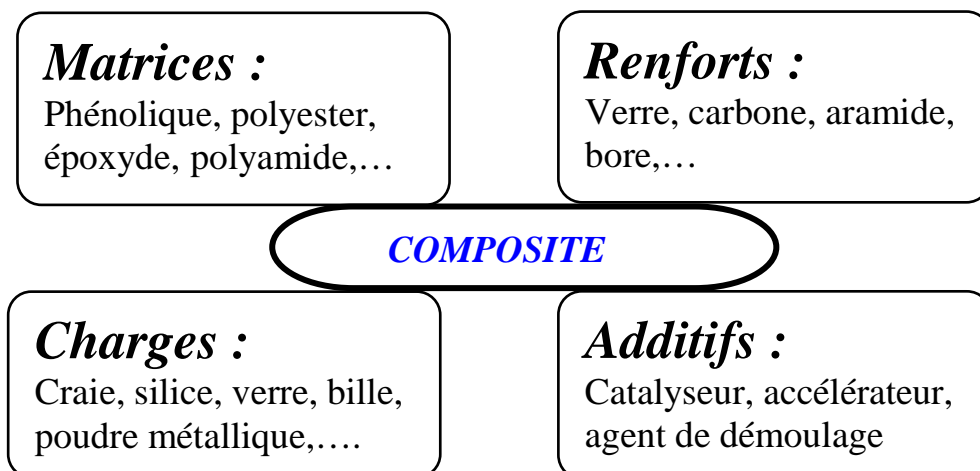 Matrices :
Phénolique, polyester,
époxyde, polyamide,…
Renforts :
Verre, carbone, aramide,
bore,…
COMPOSITE
Charges :
Craie, silice, verre, bille,
poudre métallique,….
Additifs :
Catalyseur, accélérateur,
agent de démoulage